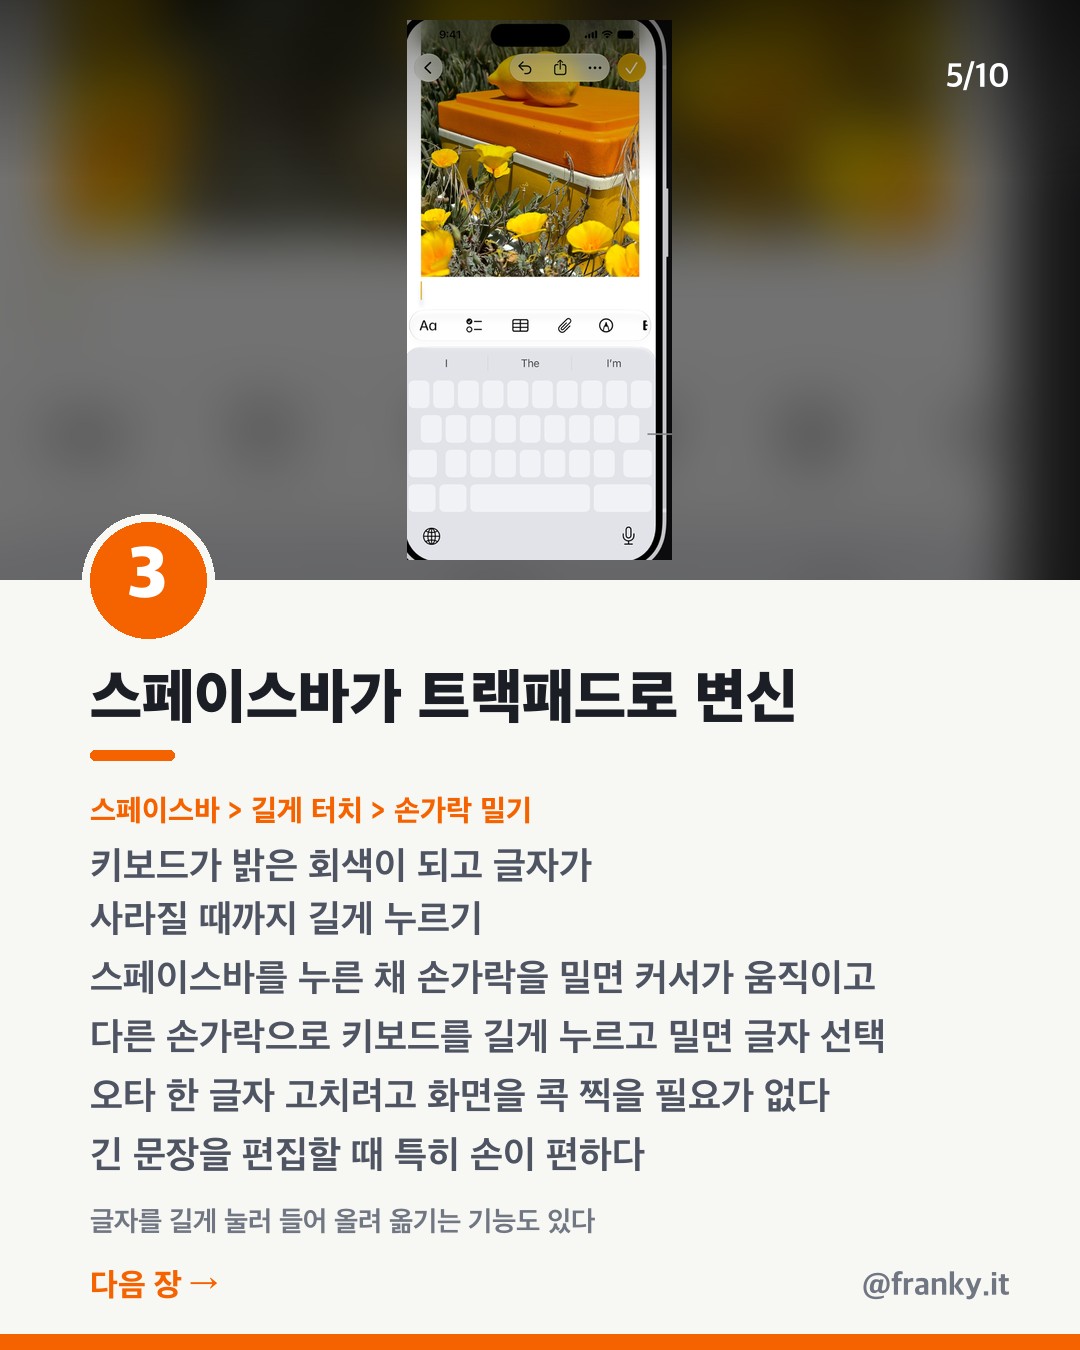 9:41
5/10
Aa
I The I'm
3
스페이스바가 트랙패드로 변신
스페이스바 > 길게 터치 > 손가락 밀기
키보드가 밝은 회색이 되고 글자가
사라질 때까지 길게 누르기
스페이스바를 누른 채 손가락을 밀면 커서가 움직이고
다른 손가락으로 키보드를 길게 누르고 밀면 글자 선택
오타 한 글자 고치려고 화면을 콕 찍을 필요가 없다
긴 문장을 편집할 때 특히 손이 편하다
글자를 길게 눌러 들어 올려 옮기는 기능도 있다
다음 장 →
@franky.it